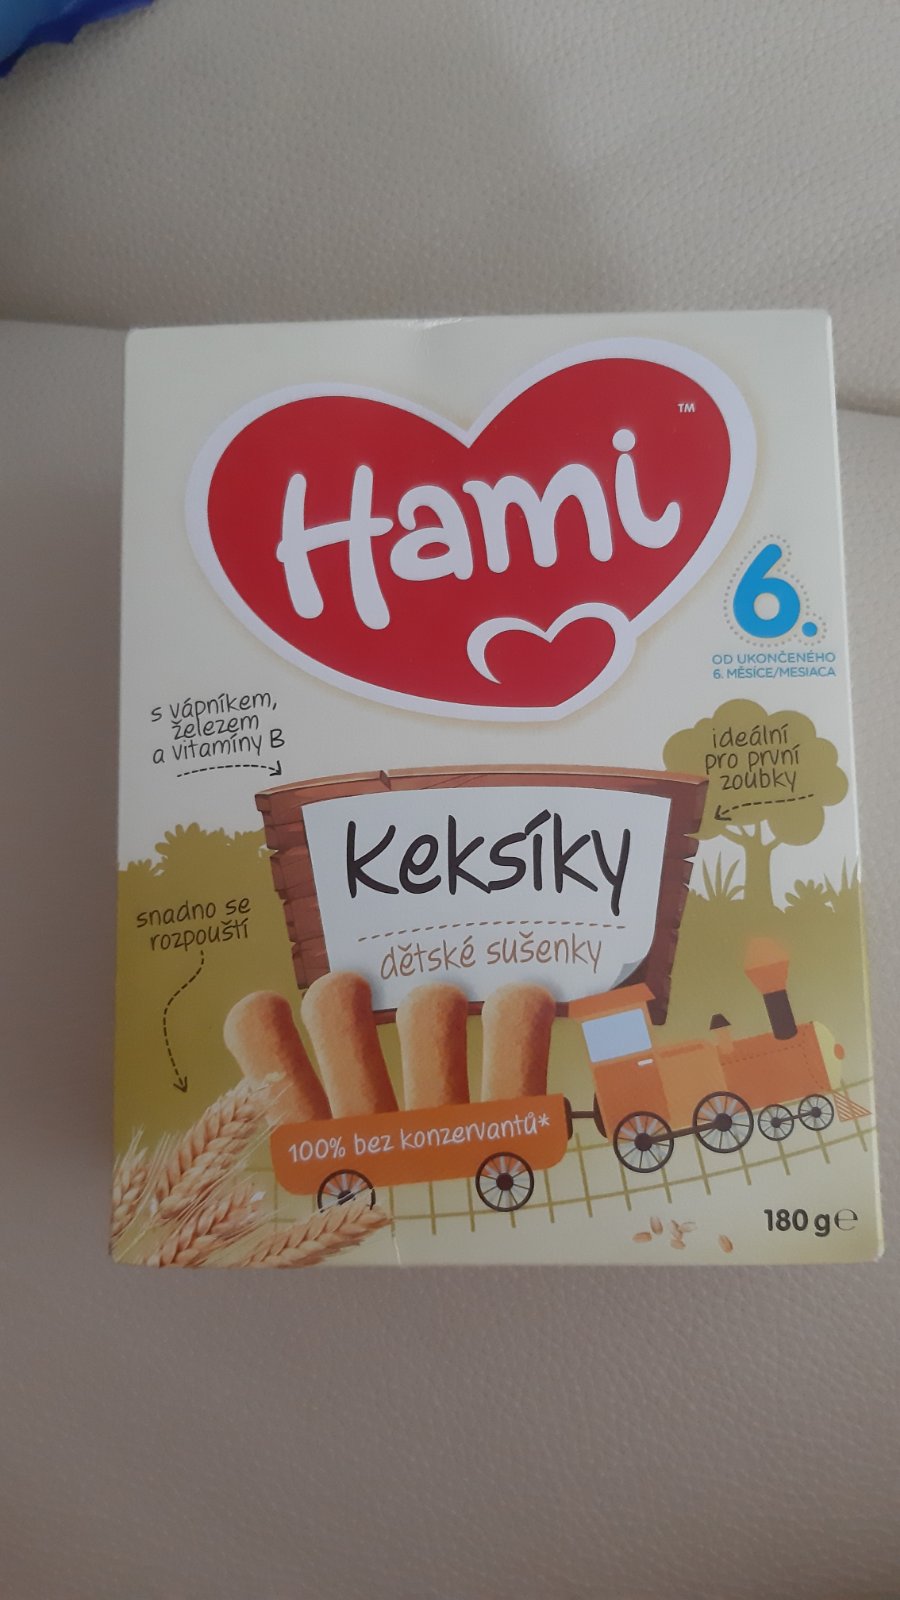 Hami
TM
6.
OD UKONČENÉHO
6. MĚSÍCE/MESIACA
s vápníkem,
železem
a vitamíny B
ideální
pro první
zoubky
Keksíky
dětské sušenky
snadno se
rozpouští
100% bez konzervantů*
180 g℮